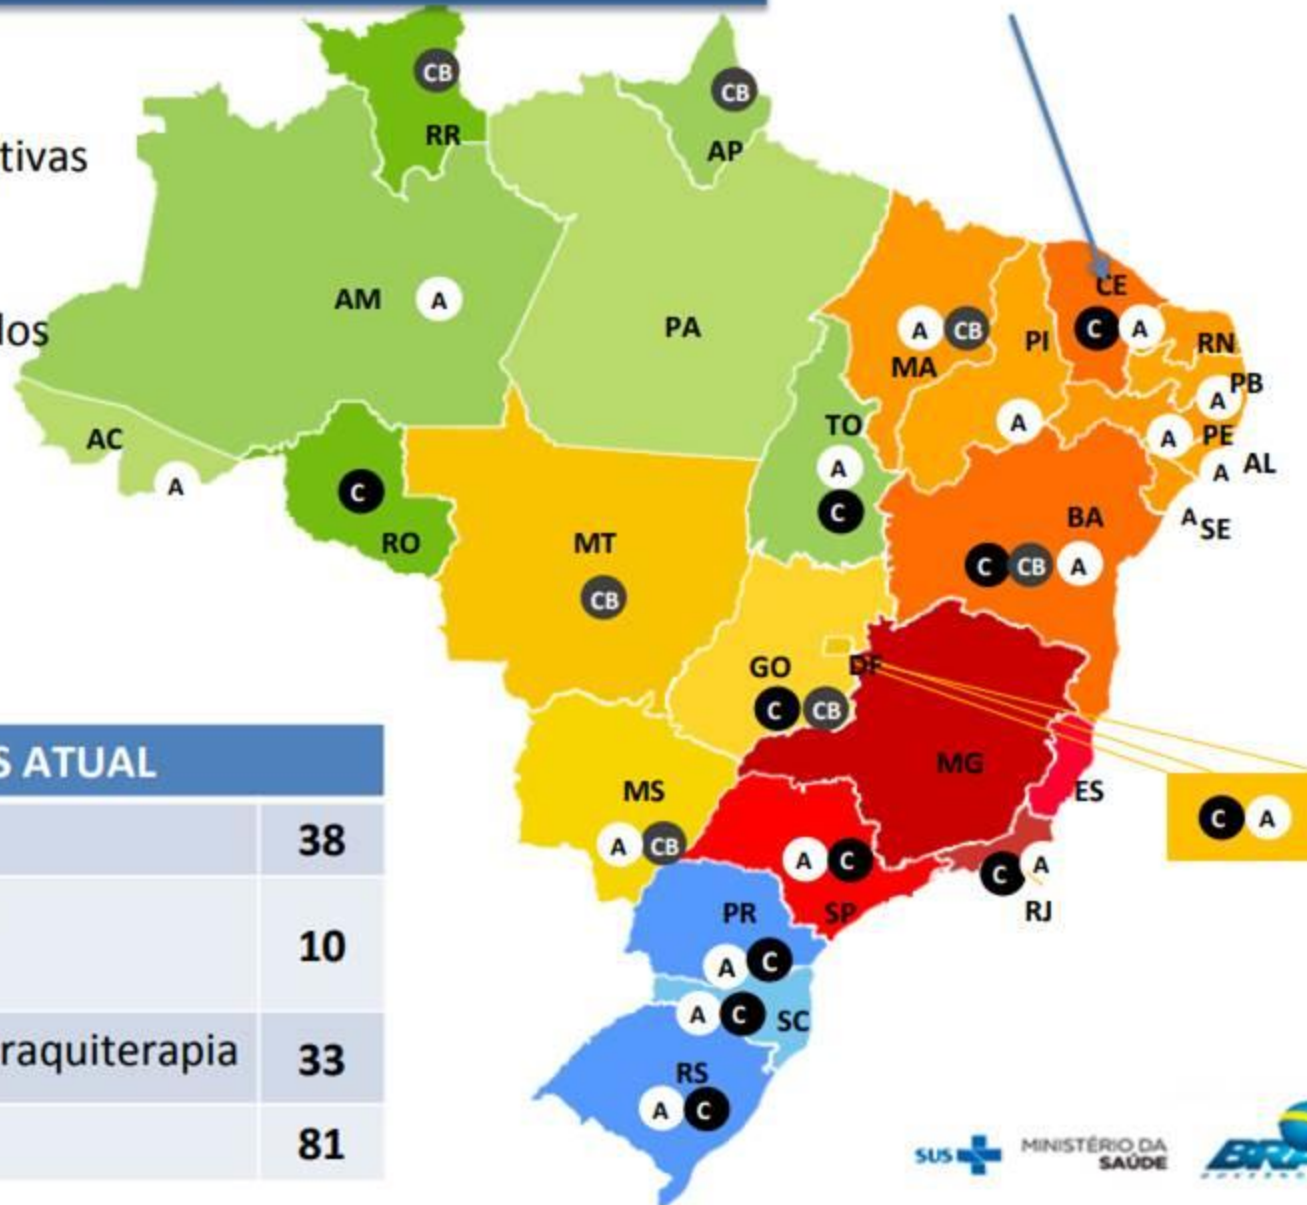 CB
RR
CB
AP
tivas
AM A
PA
CE
C A
A CB
MA
PI
RN
PB
A
los
AC
A
TO
A
C
A
A PE
A AL
C
RO
MT
CB
BA
C CB A
A SE
GO
DF
C CB
MG
ES
C A
MS
A CB
A C
SP
C A
RJ
PR
A C
A C SC
RS
A C
S ATUAL
38
10
raquiterapia 33
81
SUS
MINISTÉRIO DA
SAÚDE